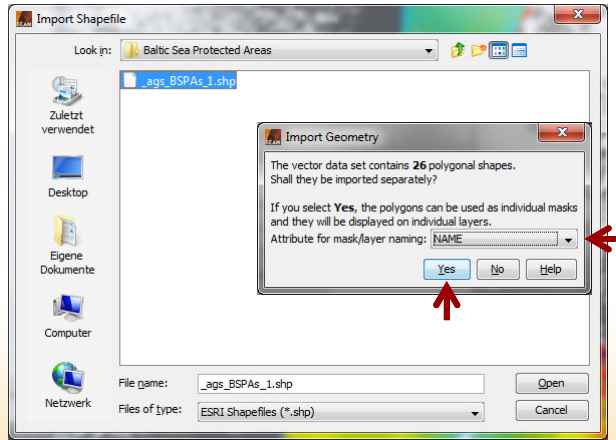 Import Shapefile
Look in:
Baltic Sea Protected Areas
_ags_BSPAs_1.shp
Zuletzt
verwendet
Desktop
Eigene
Dokumente
Computer
Netzwerk
Import Geometry
The vector data set contains 26 polygonal shapes.
Shall they be imported separately?
If you select Yes, the polygons can be used as individual masks
and they will be displayed on individual layers.
Attribute for mask/layer naming: NAME
Yes No Help
File name: _ags_BSPAs_1.shp Open
Files of type: ESRI Shapefiles (*.shp) Cancel